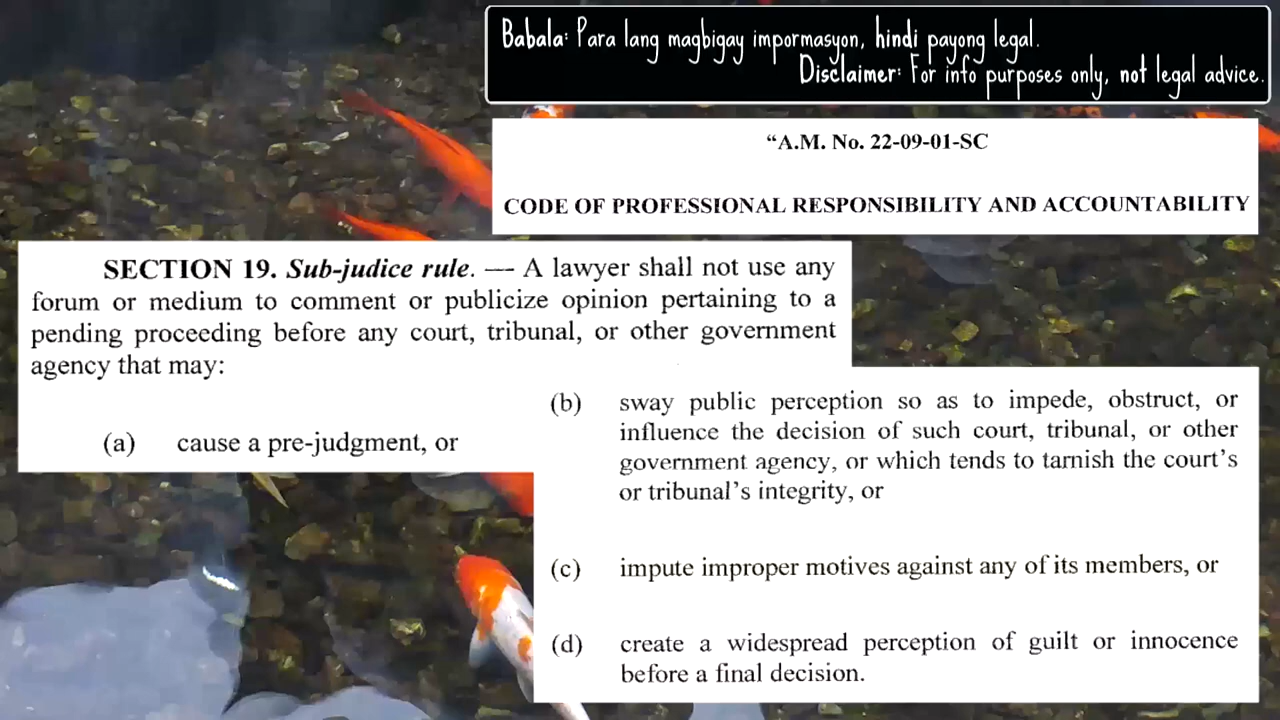 Babala: Para lang magbigay impormasyon, hindi payong legal.
Disclaimer: For info purposes only, not legal advice.
“A.M. No. 22-09-01-SC
CODE OF PROFESSIONAL RESPONSIBILITY AND ACCOUNTABILITY
SECTION 19. Sub-judice rule. — A lawyer shall not use any
forum or medium to comment or publicize opinion pertaining to a
pending proceeding before any court, tribunal, or other government
agency that may:
(a) cause a pre-judgment, or
(b) sway public perception so as to impede, obstruct, or
influence the decision of such court, tribunal, or other
government agency, or which tends to tarnish the court’s
or tribunal’s integrity, or
(c) impute improper motives against any of its members, or
(d) create a widespread perception of guilt or innocence
before a final decision.